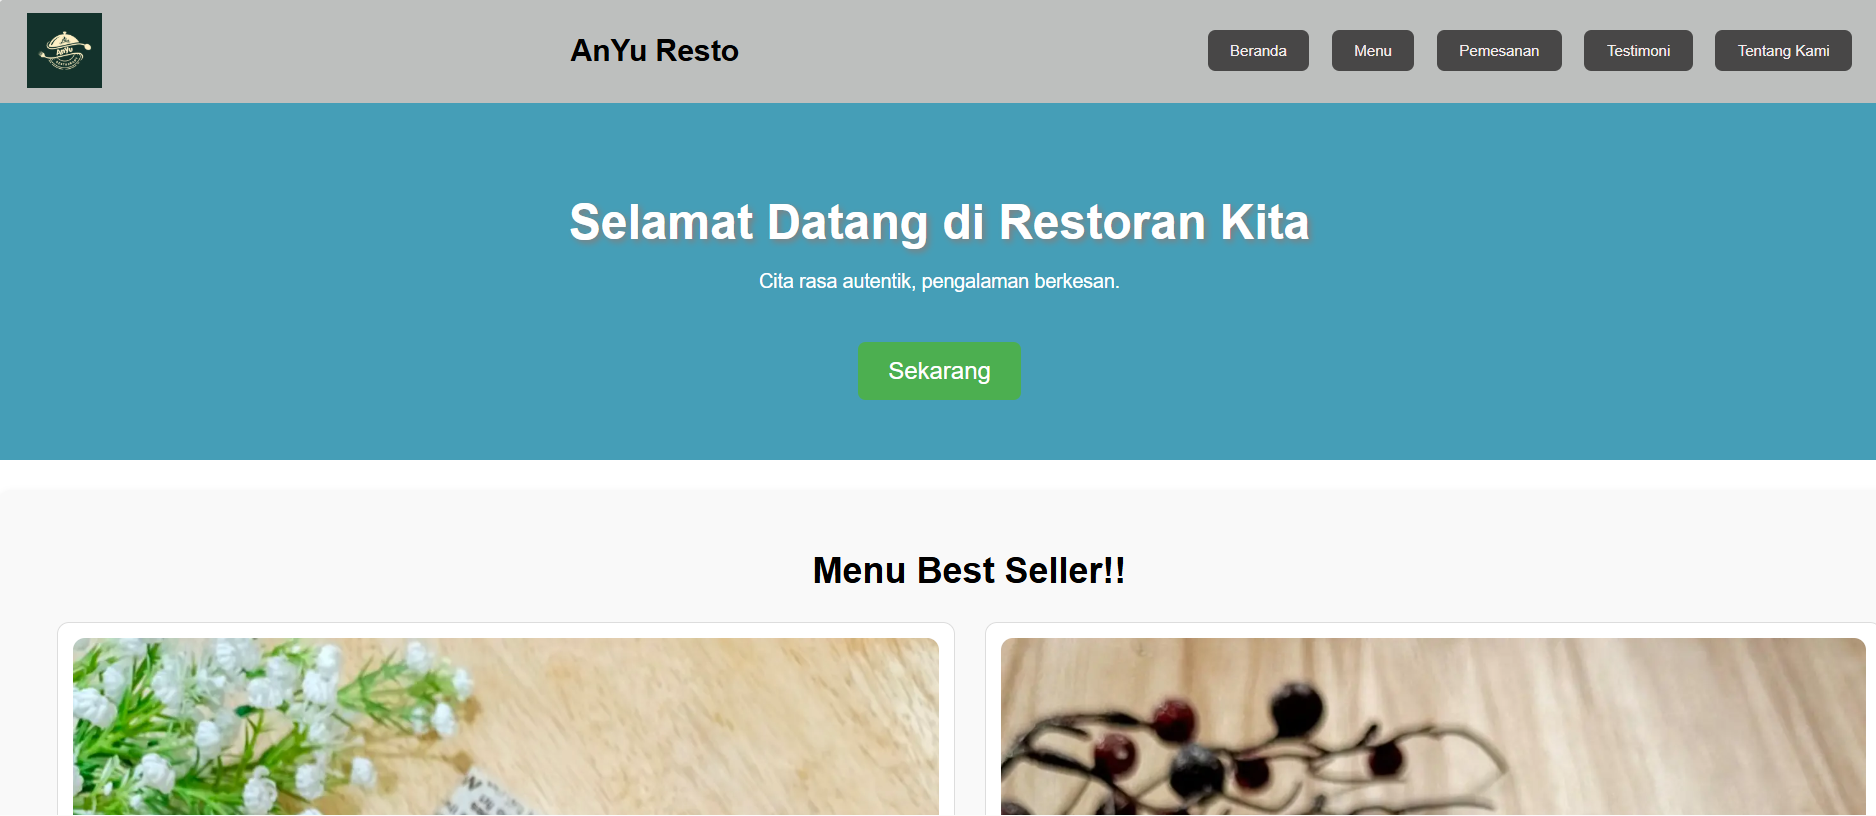 AnYu
AnYu Resto
Beranda
Menu
Pemesanan
Testimoni
Tentang Kami
Selamat Datang di Restoran Kita
Cita rasa autentik, pengalaman berkesan.
Sekarang
Menu Best Seller!!